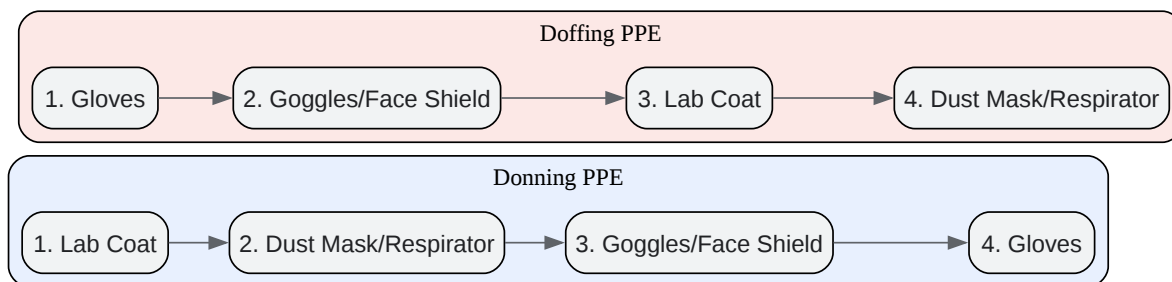 Doffing PPE
1. Gloves
2. Goggles/Face Shield
3. Lab Coat
4. Dust Mask/Respirator
Donning PPE
1. Lab Coat
2. Dust Mask/Respirator
3. Goggles/Face Shield
4. Gloves